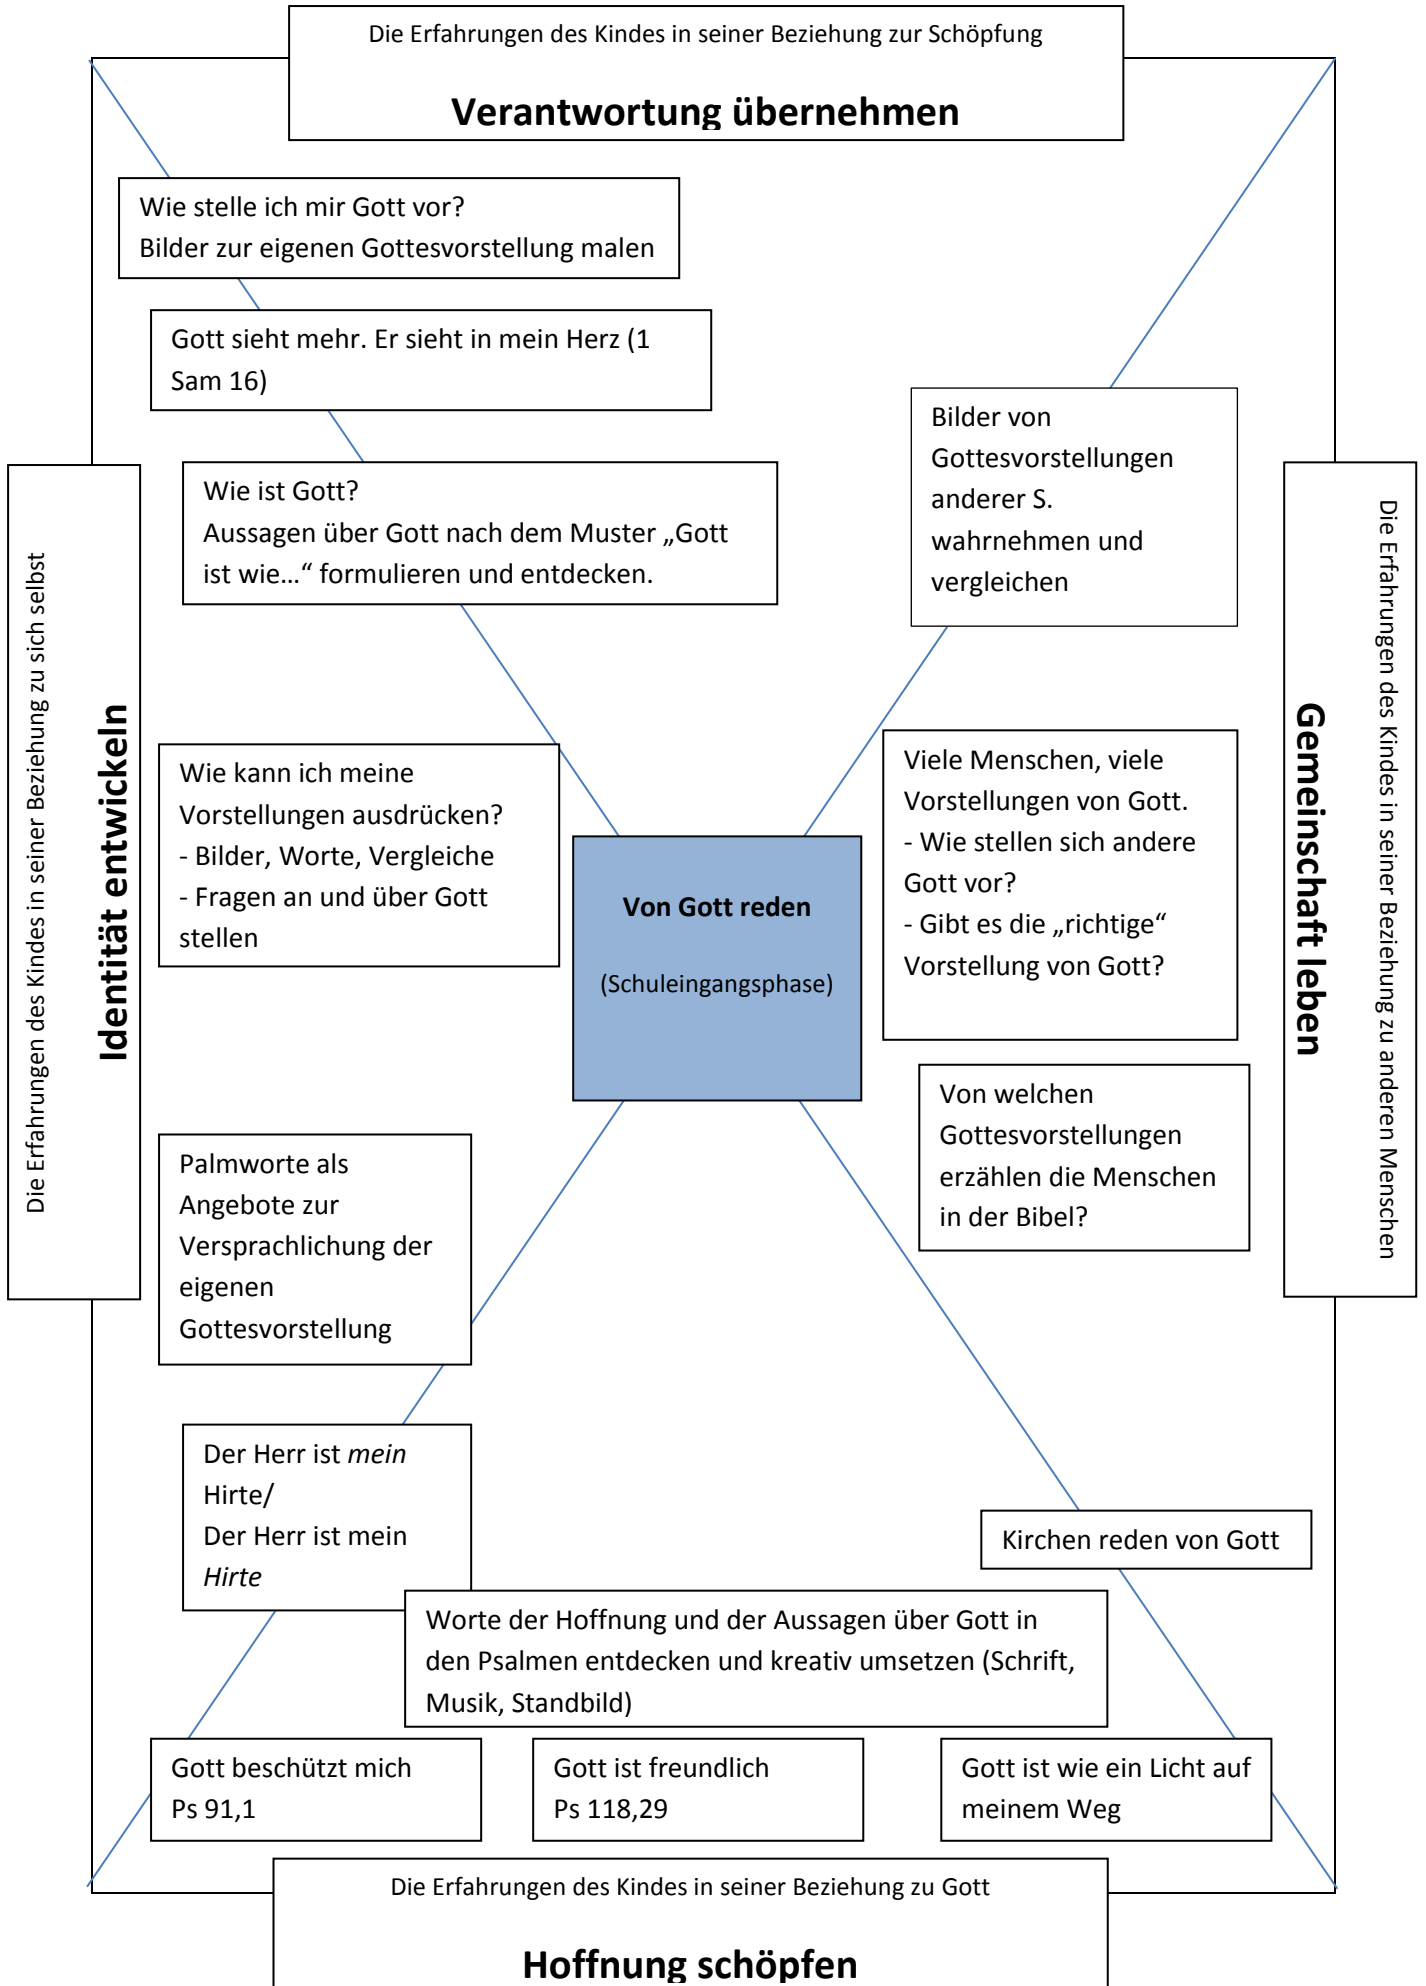 Die Erfahrungen des Kindes in seiner Beziehung zur Schöpfung
Verantwortung übernehmen
Wie stelle ich mir Gott vor?
Bilder zur eigenen Gottesvorstellung malen
Gott sieht mehr. Er sieht in mein Herz (1
Sam 16)
Wie ist Gott?
Aussagen über Gott nach dem Muster „Gott
ist wie…“ formulieren und entdecken.
Bilder von
Gottesvorstellungen
anderer S.
wahrnehmen und
vergleichen
Die Erfahrungen des Kindes in seiner Beziehung zu sich selbst
Identität entwickeln
Wie kann ich meine
Vorstellungen ausdrücken?
- Bilder, Worte, Vergleiche
- Fragen an und über Gott
stellen
Von Gott reden
(Schuleingangsphase)
Viele Menschen, viele
Vorstellungen von Gott.
- Wie stellen sich andere
Gott vor?
- Gibt es die „richtige“
Vorstellung von Gott?
Die Erfahrungen des Kindes in seiner Beziehung zu anderen Menschen
Gemeinschaft leben
Von welchen
Gottesvorstellungen
erzählen die Menschen
in der Bibel?
Palmworte als
Angebote zur
Versprachlichung der
eigenen
Gottesvorstellung
Der Herr ist mein
Hirte/
Der Herr ist mein
Hirte
Kirchen reden von Gott
Worte der Hoffnung und der Aussagen über Gott in
den Psalmen entdecken und kreativ umsetzen (Schrift,
Musik, Standbild)
Gott beschützt mich
Ps 91,1
Gott ist freundlich
Ps 118,29
Gott ist wie ein Licht auf
meinem Weg
Die Erfahrungen des Kindes in seiner Beziehung zu Gott
Hoffnung schöpfen